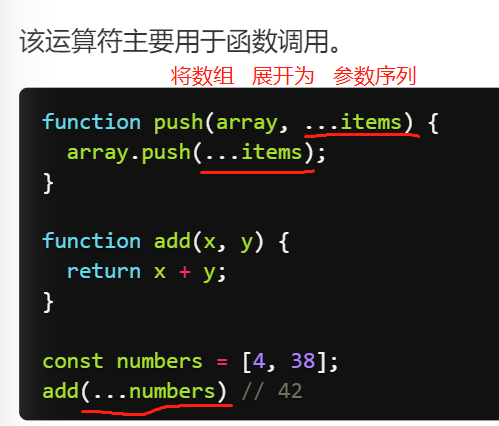 该运算符主要用于函数调用。
将数组 展开为 参数序列
function push(array, ...items) {
  array.push(...items);
}

function add(x, y) {
  return x + y;
}

const numbers = [4, 38];
add(...numbers) // 42